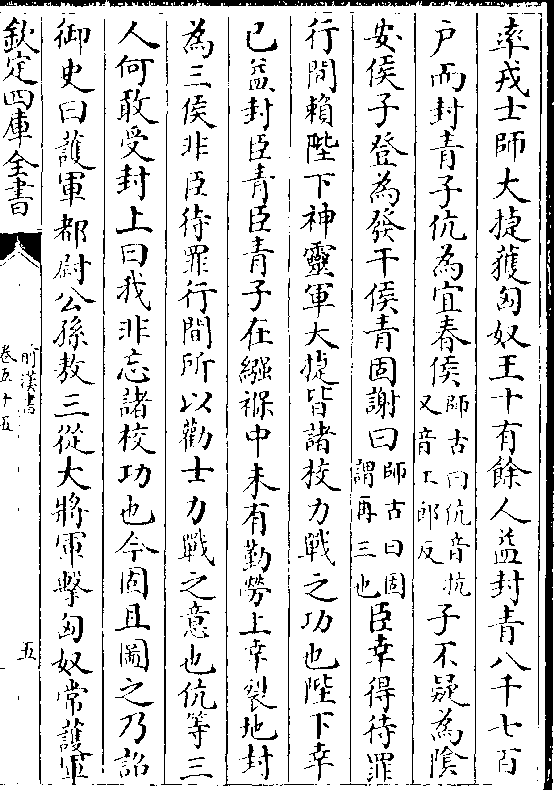 率戎士師大捷獲匈奴王十有餘人益封青八千七百
户而封青子伉為宜春侯師古曰伉音抗又音工郎反子不疑為陰
安侯子登為發干侯青固謝曰師古曰固謂再三也臣幸得待罪
行間賴陛下神靈軍大捷皆諸校力戰之功也陛下幸
已益封臣青臣青子在繈褓中未有勤勞上幸裂地封
為三侯非臣待罪行間所以勸士力戰之意也伉等三
人何敢受封上曰我非忘諸校功也今固且圖之乃詔
御史曰護軍都尉公孫敖三從大將軍擊匈奴常護軍
欽定四庫全書
前漢書
卷五十五
五